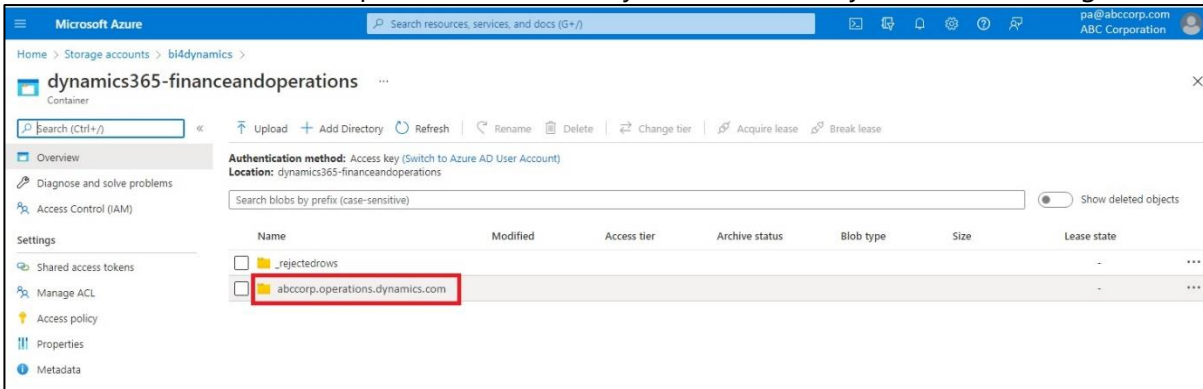 Microsoft Azure
Search resources, services, and docs (G+/)
pa@abccorp.com
ABC Corporation
Home > Storage accounts > bi4dynamics >
dynamics365-financeandoperations ...
Container
Search (Ctrl+/)
«
Upload
Add Directory
Refresh
Rename
Delete
Change tier
Acquire lease
Break lease
Overview
Diagnose and solve problems
Access Control (IAM)
Settings
Shared access tokens
Manage ACL
Access policy
Properties
Metadata
Authentication method: Access key (Switch to Azure AD User Account)
Location: dynamics365-financeandoperations
Search blobs by prefix (case-sensitive)
Show deleted objects
Name Modified Access tier Archive status Blob type Size Lease state
_rejectedrows - ...
abccorp.operations.dynamics.com - ...